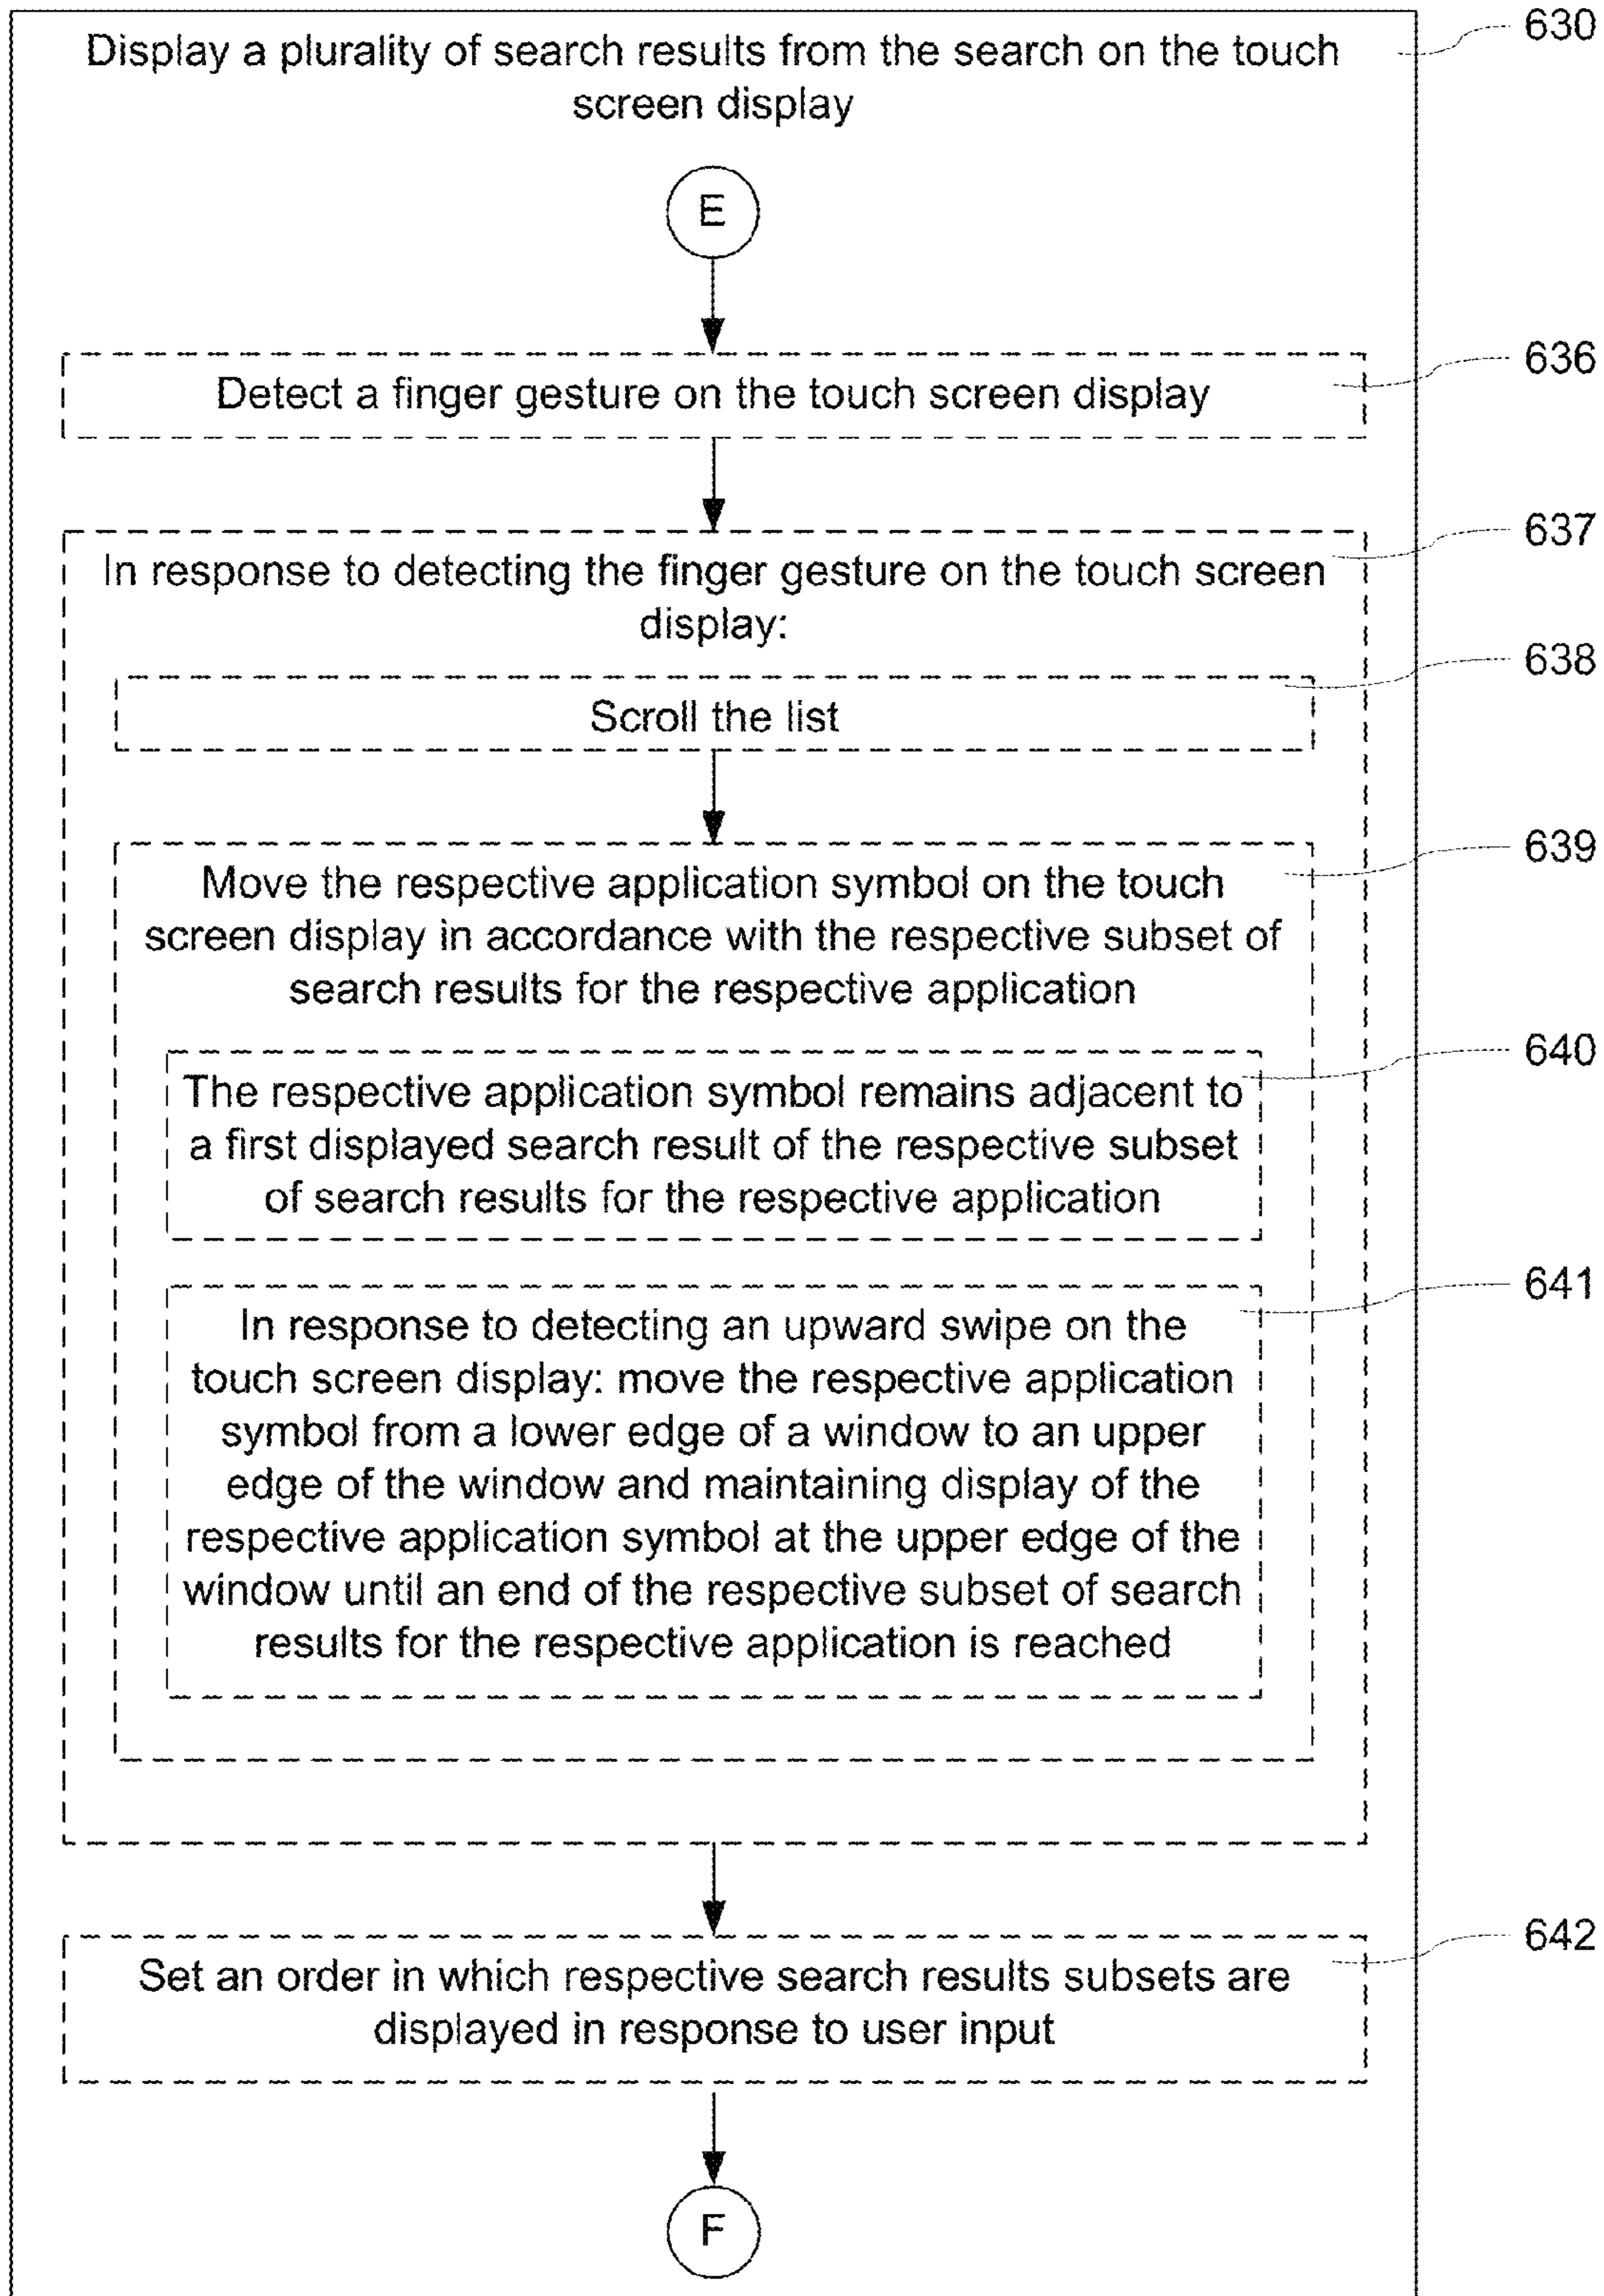 630
Display a plurality of search results from the search on the touch
screen display
E
636
Detect a finger gesture on the touch screen display
637
In response to detecting the finger gesture on the touch screen
display:
638
Scroll the list
639
Move the respective application symbol on the touch
screen display in accordance with the respective subset of
search results for the respective application
640
The respective application symbol remains adjacent to
a first displayed search result of the respective subset
of search results for the respective application
641
In response to detecting an upward swipe on the
touch screen display: move the respective application
symbol from a lower edge of a window to an upper
edge of the window and maintaining display of the
respective application symbol at the upper edge of the
window until an end of the respective subset of search
results for the respective application is reached
642
Set an order in which respective search results subsets are
displayed in response to user input
F